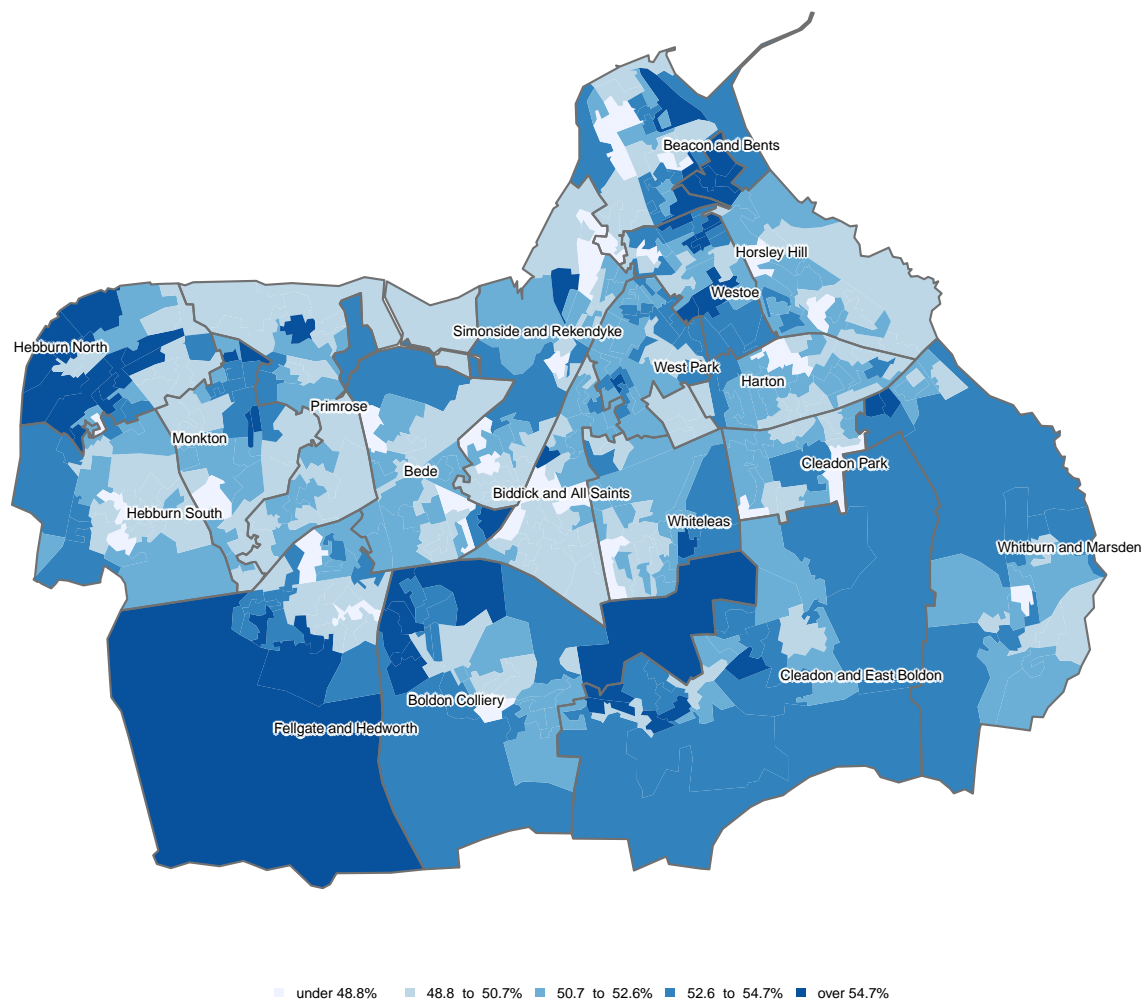 Beacon and Bents
Horsley Hill
Westoe
Simonside and Rekendyke
Hebburn North
West Park
Harton
Primrose
Monkton
Cleadon Park
Bede
Biddick and All Saints
Hebburn South
Whiteleas
Whitburn and Marsden
Cleadon and East Boldon
Boldon Colliery
Fellgate and Hedworth
under 48.8% 48.8 to 50.7% 50.7 to 52.6% 52.6 to 54.7% over 54.7%